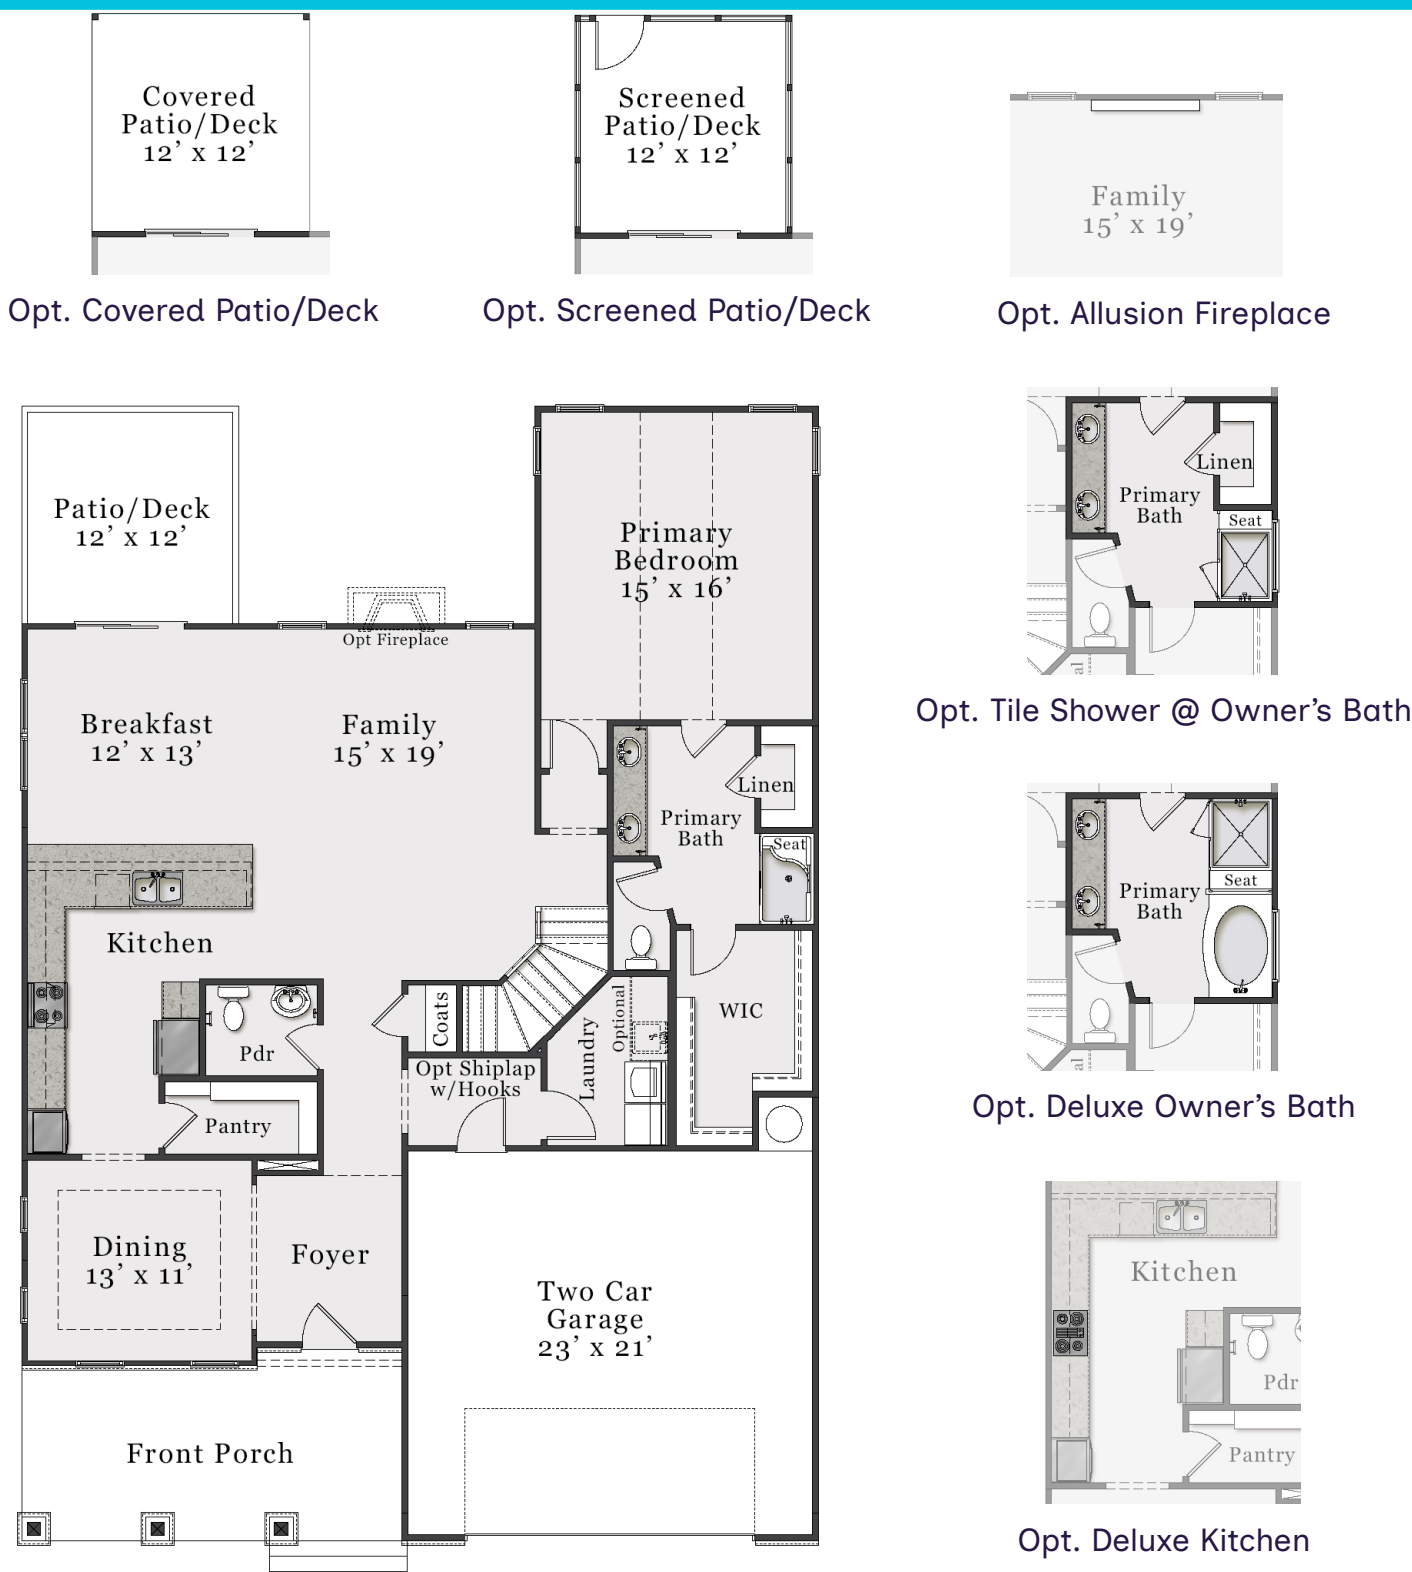 Covered
Patio/Deck
12’ x 12’
Opt. Covered Patio/Deck
Screened
Patio/Deck
12’ x 12’
Opt. Screened Patio/Deck
Family
15’ x 19’
Opt. Allusion Fireplace
Patio/Deck
12’ x 12’
Primary
Bedroom
15’ x 16’
Opt Fireplace
Breakfast
12’ x 13’
Family
15’ x 19’
Linen
Primary
Bath
Seat
Kitchen
WIC
Coats
Optional
Laundry
Pdr
Opt Shiplap
w/Hooks
Pantry
Dining
13’ x 11’
Foyer
Two Car
Garage
23’ x 21’
Front Porch
Linen
Primary
Bath
Seat
al
Opt. Tile Shower @ Owner’s Bath
Primary
Bath
Seat
al
Opt. Deluxe Owner’s Bath
Kitchen
Pdr
Pantry
Opt. Deluxe Kitchen